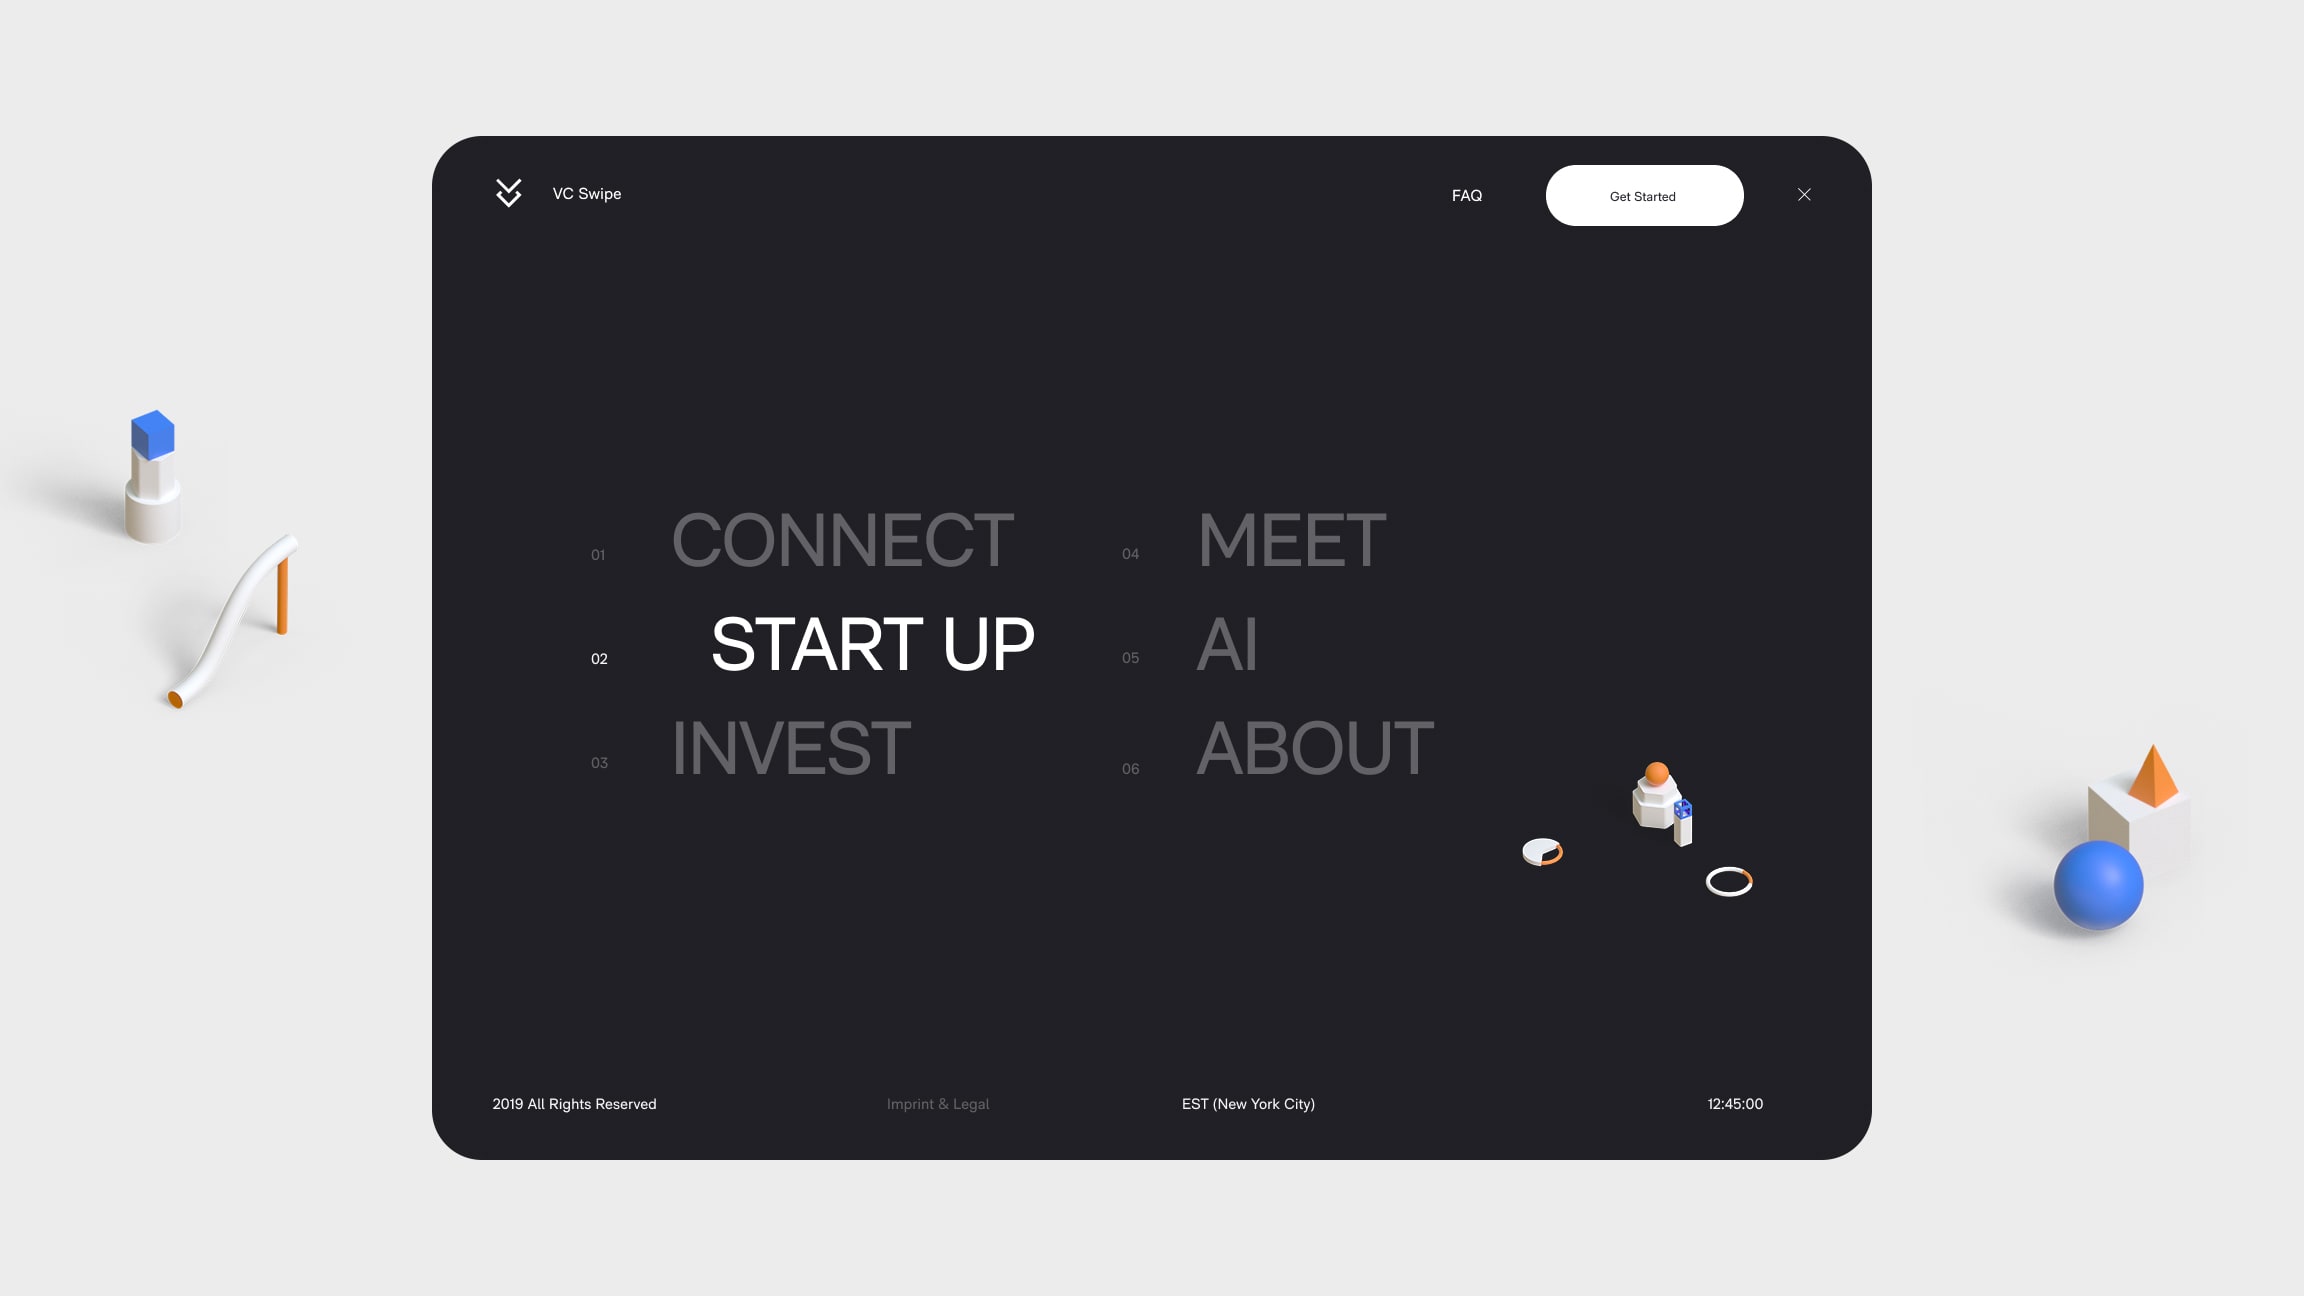 VC Swipe
FAQ
Get Started
01 CONNECT
02 START UP
03 INVEST
04 MEET
05 AI
06 ABOUT
2019 All Rights Reserved
Imprint & Legal
EST (New York City)
12:45:00